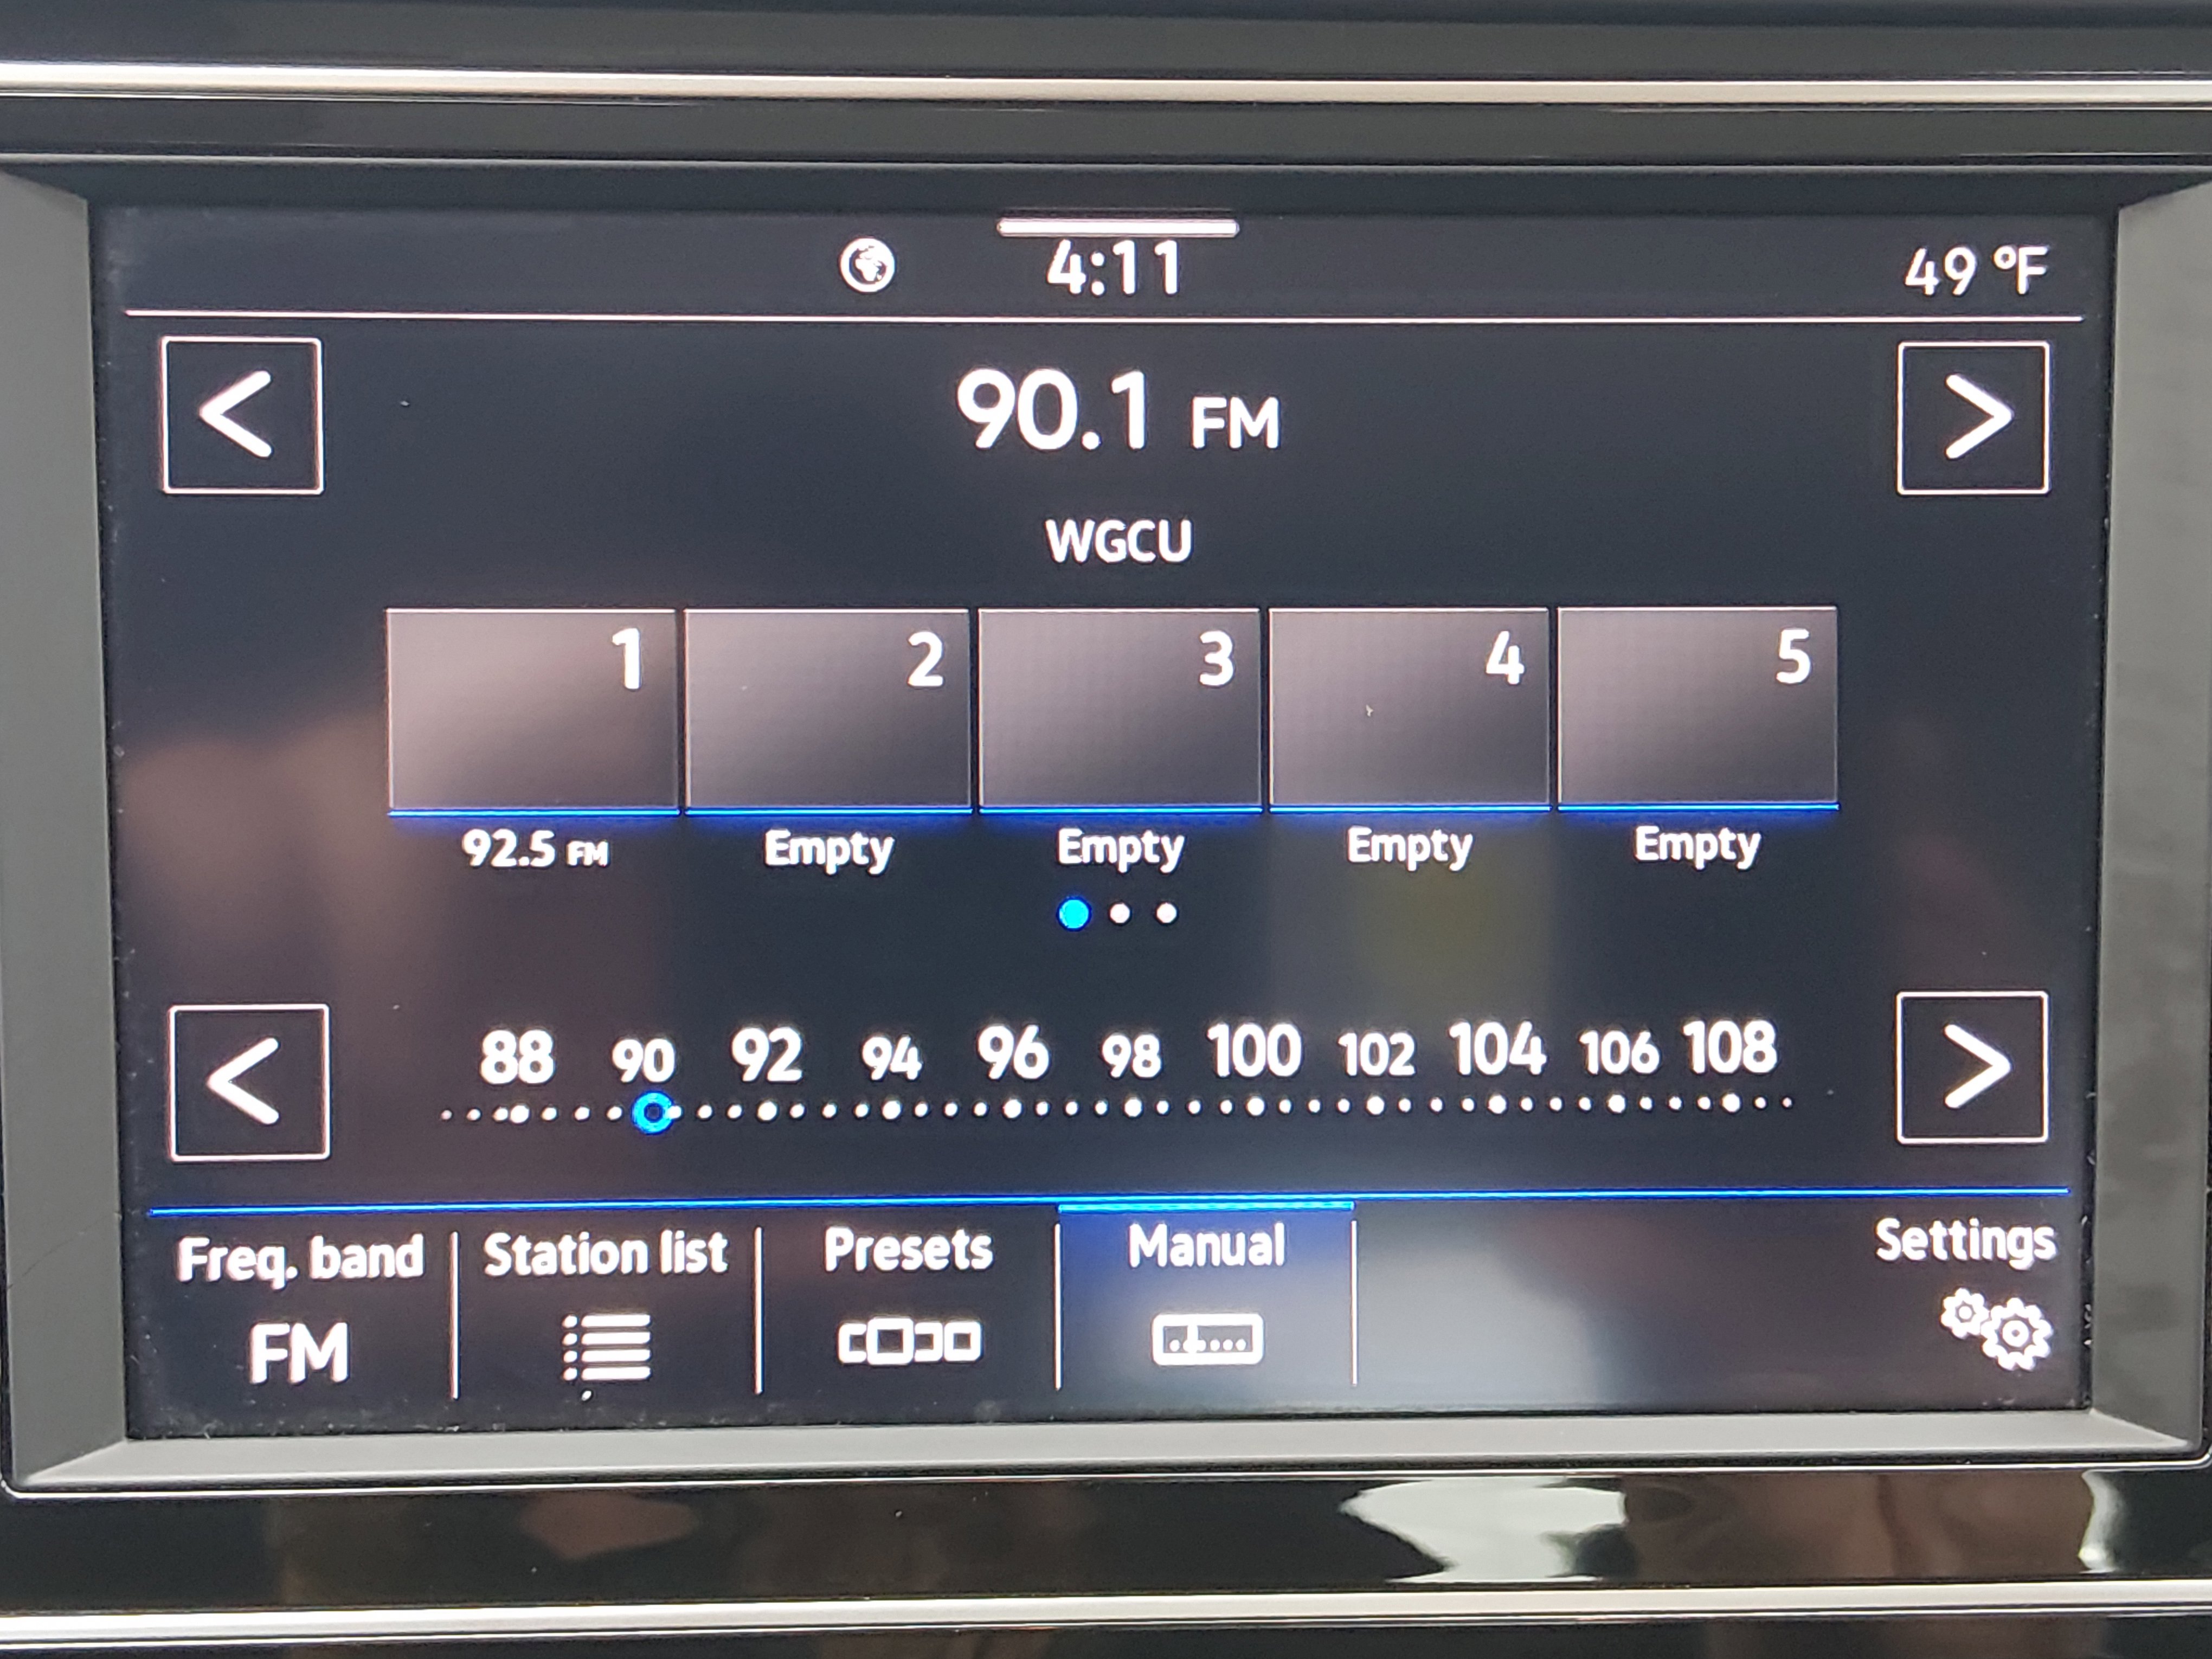 4:11
49 °F
< 90.1 FM >
WGCU
1 2 3 4 5
92.5 FM Empty Empty Empty Empty
< 88 90 92 94 96 98 100 102 104 106 108 >
Freq. band Station list Presets Manual Settings
FM